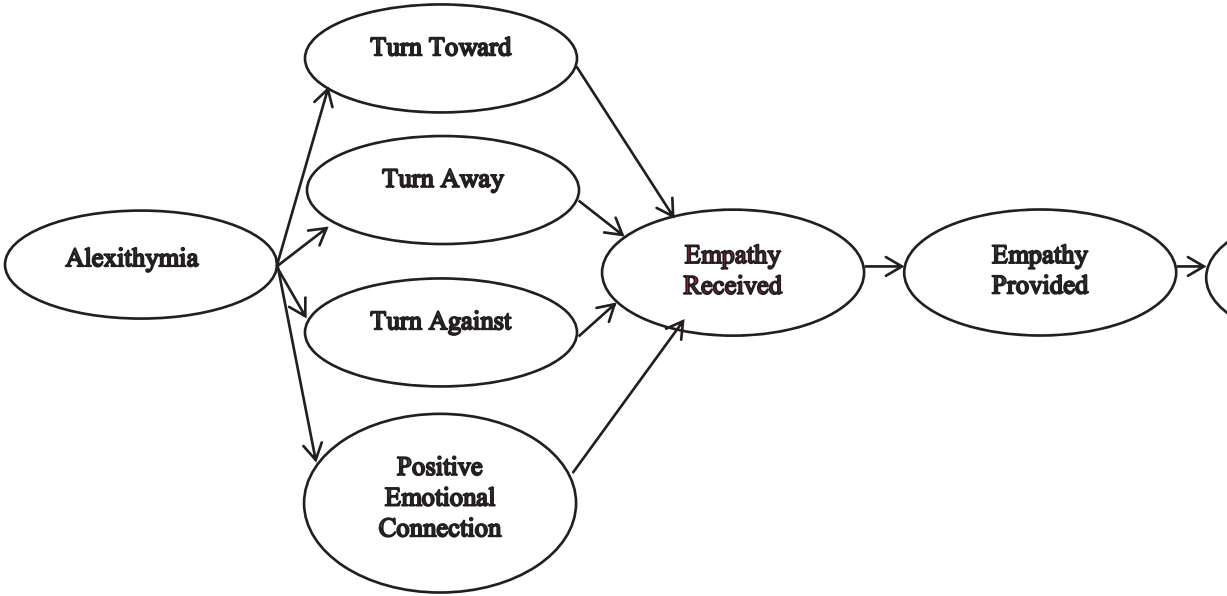 Turn Toward
Turn Away
Alexithymia
Empathy
Received
Empathy
Provided
Turn Against
Positive
Emotional
Connection